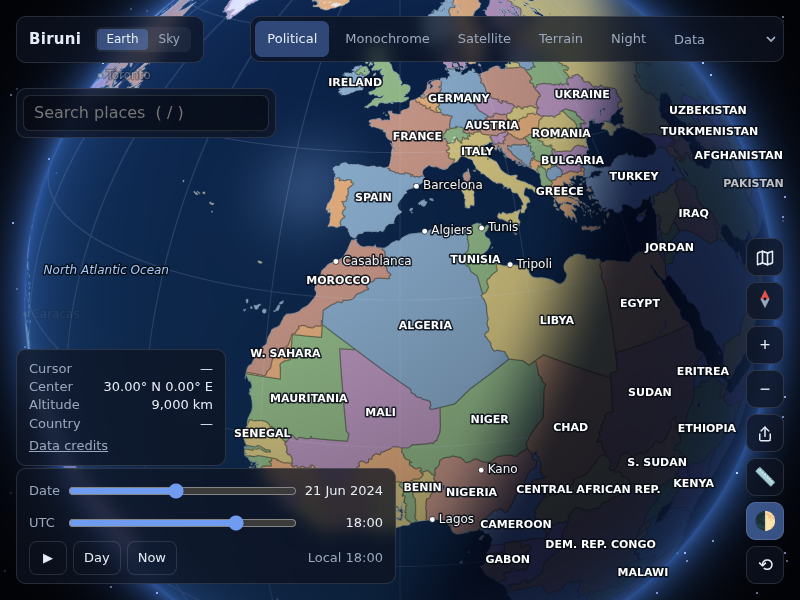 Biruni
Earth
Sky
Political
Monochrome
Satellite
Terrain
Night
Data
Toronto
Search places ( / )
IRELAND
GERMANY
UKRAINE
UZBEKISTAN
FRANCE
AUSTRIA
ROMANIA
TURKMENISTAN
ITALY
BULGARIA
AFGHANISTAN
SPAIN
Barcelona
GREECE
TURKEY
PAKISTAN
IRAQ
Algiers
Tunis
JORDAN
North Atlantic Ocean
Casablanca
TUNISIA
Tripoli
MOROCCO
Caracas
ALGERIA
LIBYA
EGYPT
W. SAHARA
ERITREA
MAURITANIA
MALI
NIGER
CHAD
SUDAN
ETHIOPIA
SENEGAL
S. SUDAN
Kano
KENYA
BENIN
NIGERIA
CENTRAL AFRICAN REP.
Lagos
CAMEROON
DEM. REP. CONGO
GABON
MALAWI
Cursor —
Center 30.00° N 0.00° E
Altitude 9,000 km
Country —
Data credits
Date 21 Jun 2024
UTC 18:00
Day
Now
Local 18:00